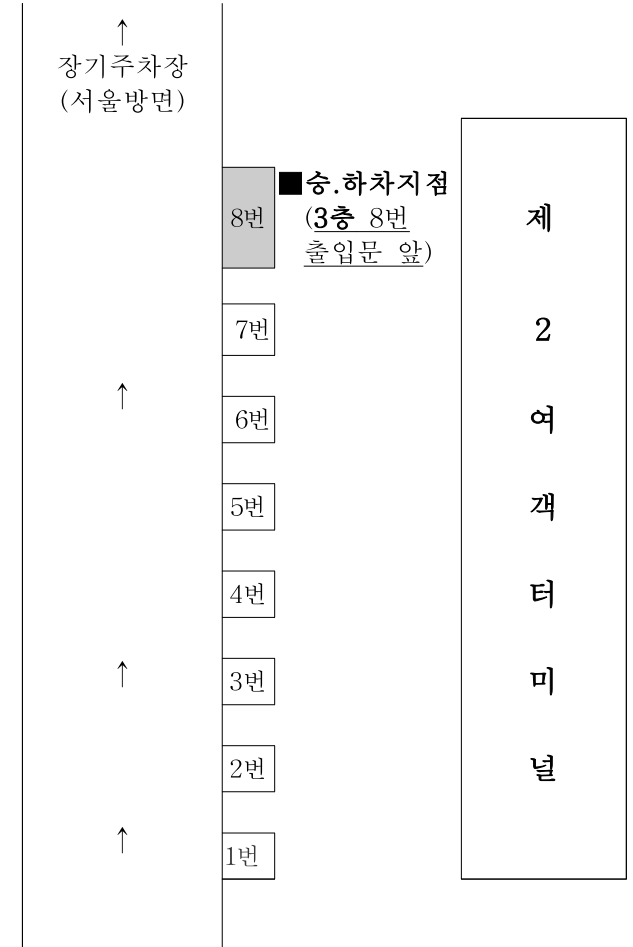 ↑
장기주차장
(서울방면)
■승.하차지점
(3층 8번
출입문 앞)
8번
7번
↑
6번
5번
4번
↑
3번
2번
↑
1번
제
2
여
객
터
미
널